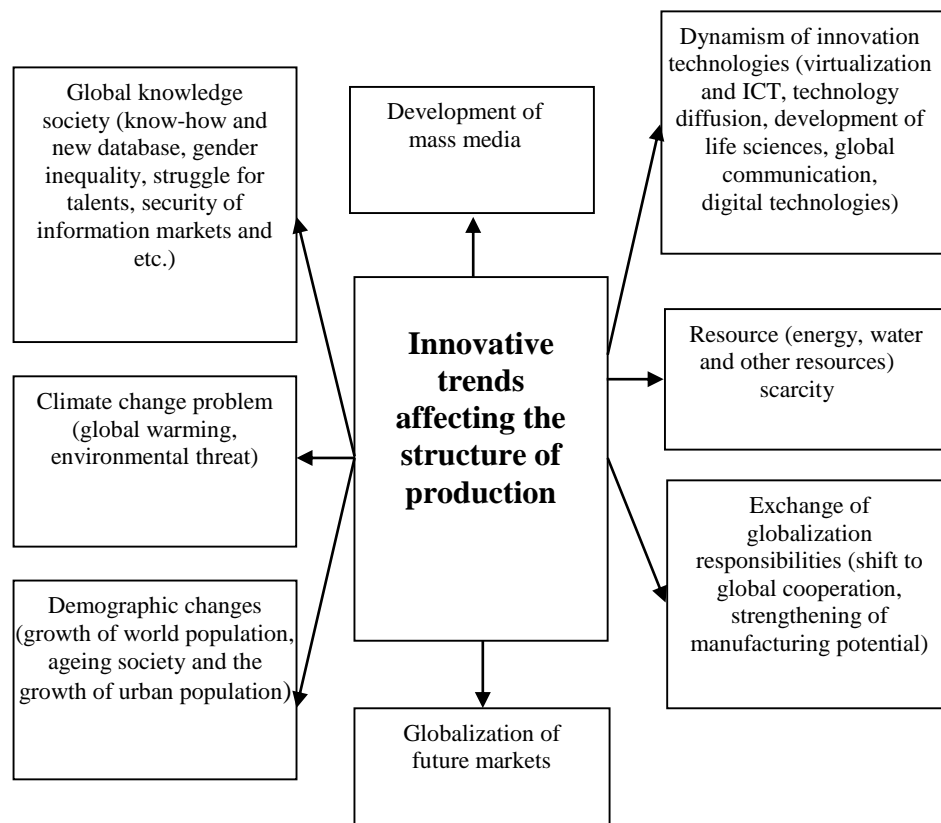 Global knowledge
society (know-how and
new database, gender
inequality, struggle for
talents, security of
information markets and
etc.)
Development of
mass media
Dynamism of innovation
technologies (virtualization
and ICT, technology
diffusion, development of
life sciences, global
communication,
digital technologies)
Climate change problem
(global warming,
environmental threat)
Innovative
trends
affecting the
structure of
production
Resource (energy, water
and other resources)
scarcity
Demographic changes
(growth of world population,
ageing society and the
growth of urban population)
Globalization of
future markets
Exchange of
globalization
responsibilities (shift to
global cooperation,
strengthening of
manufacturing potential)